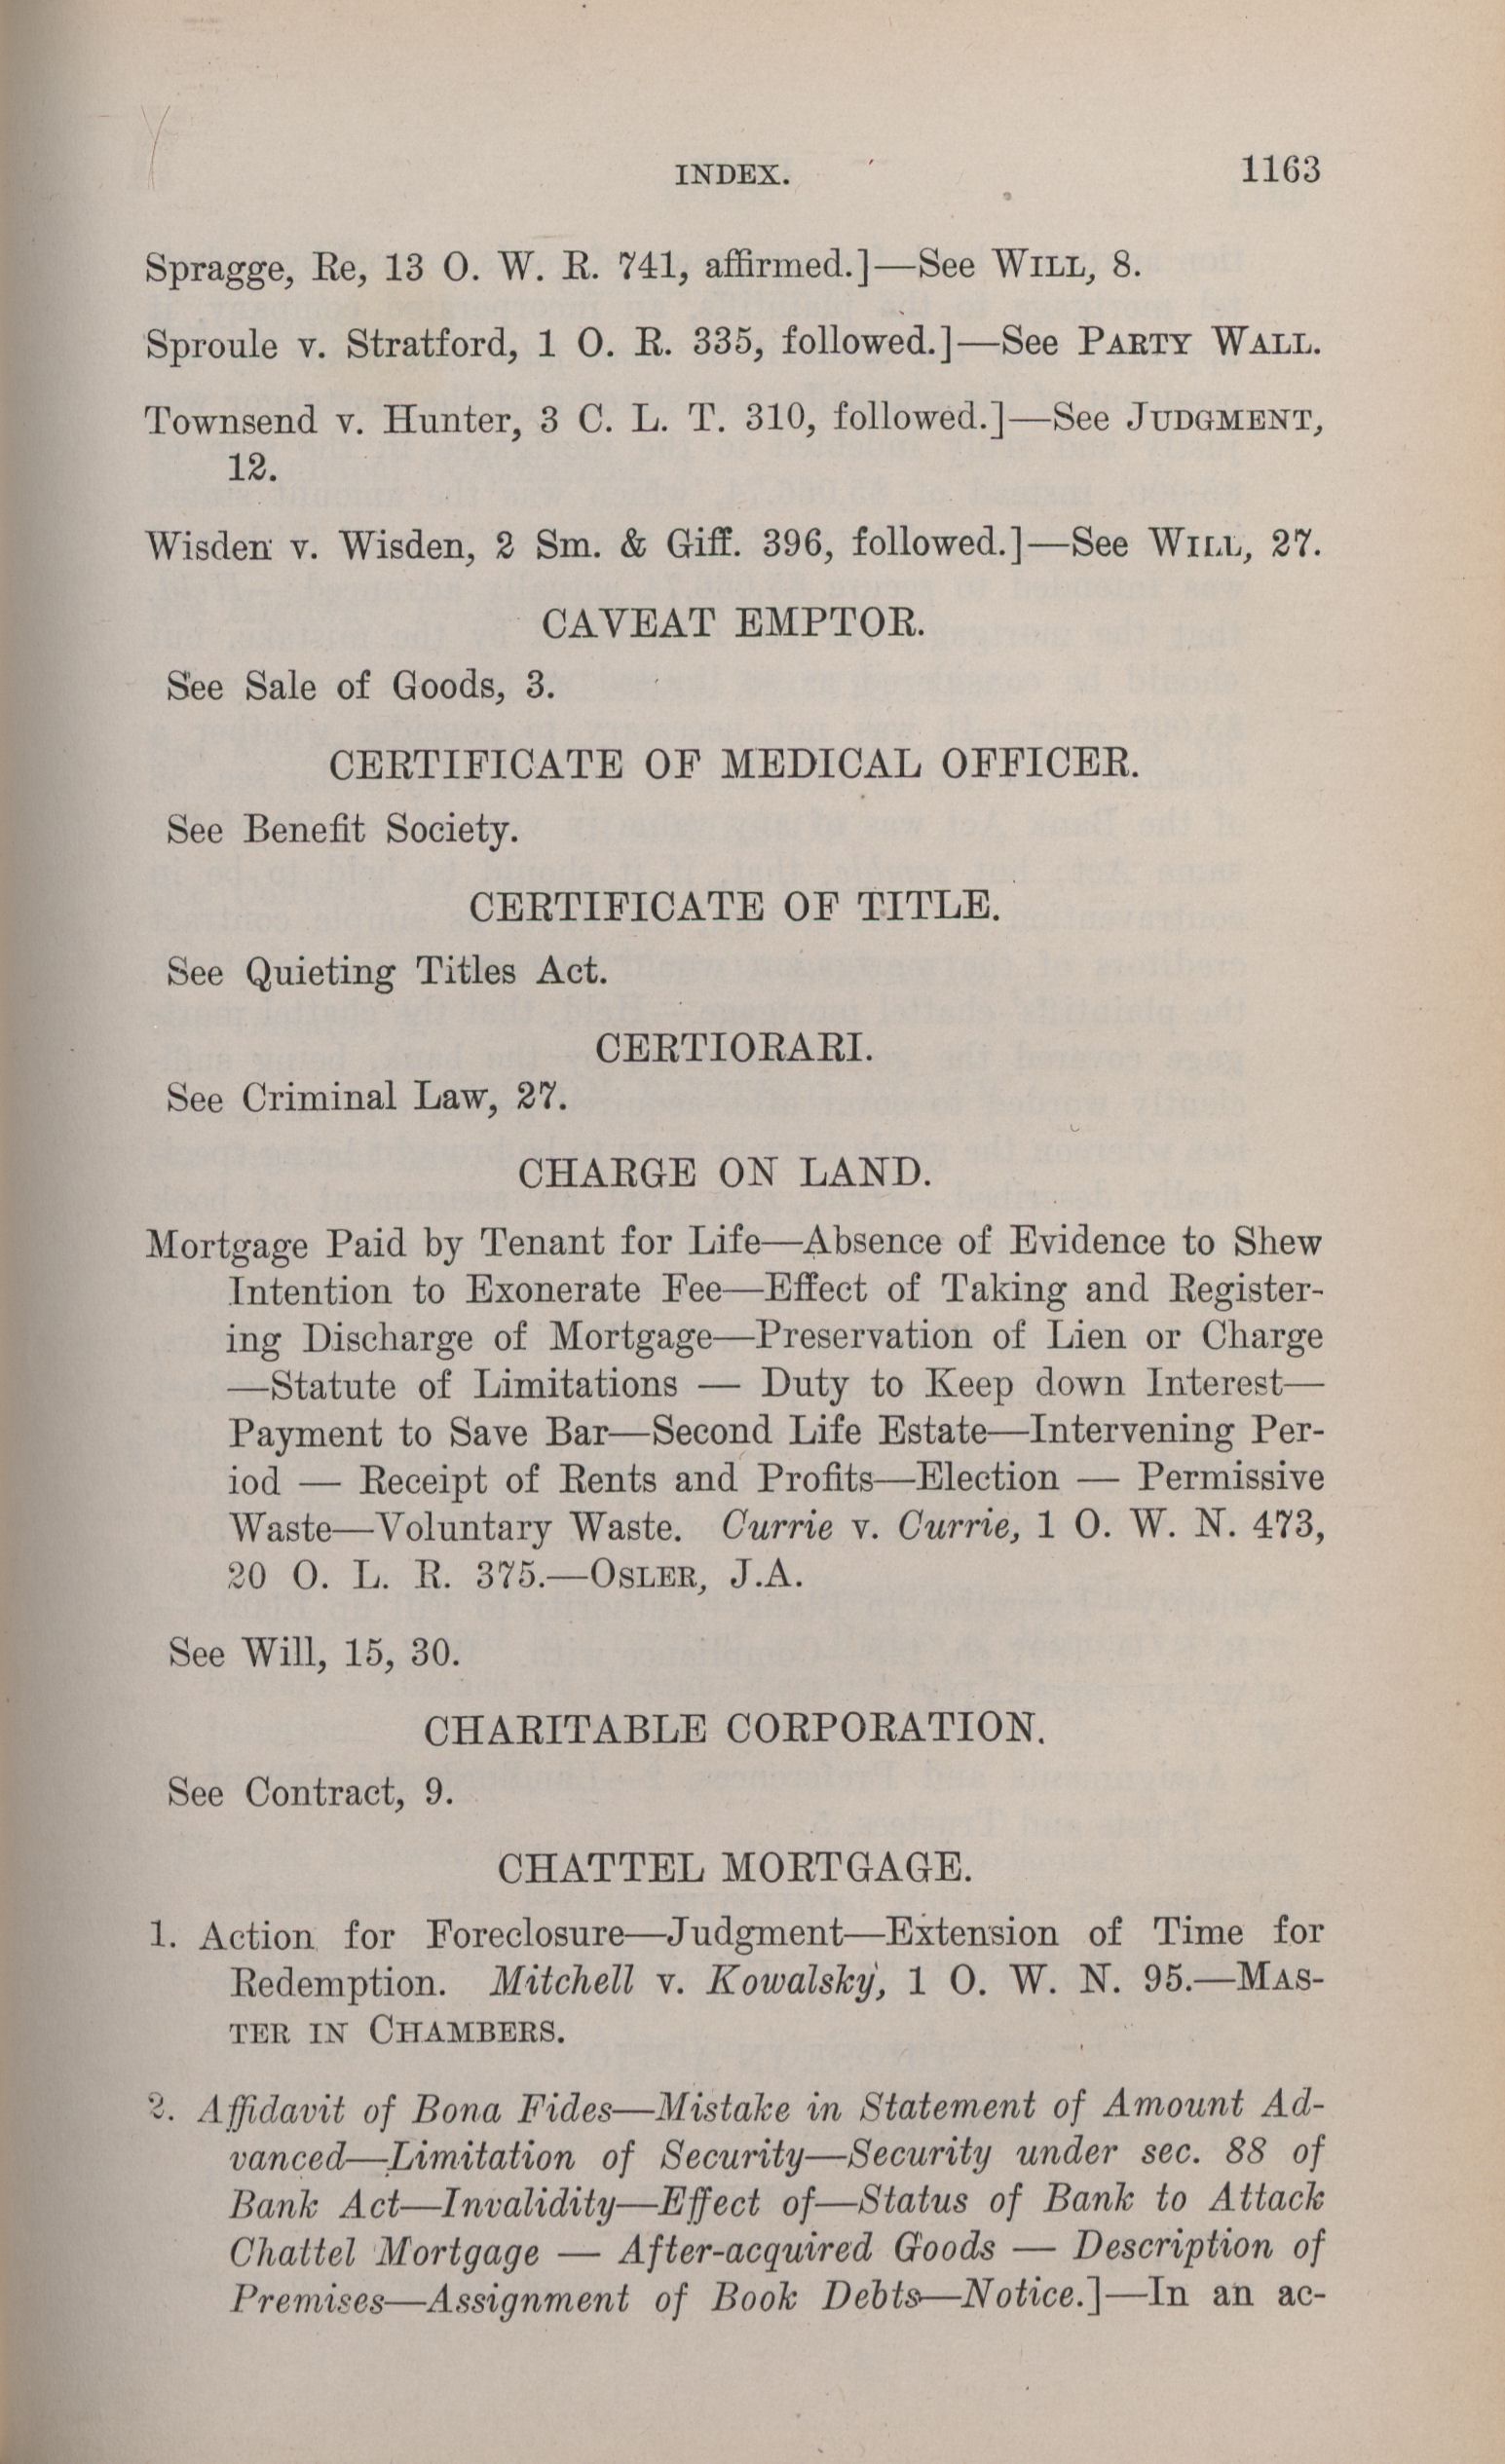 INDEX. 1163
Spragge, Re, 13 O. W. R. 741, affirmed.]—See WILL, 8.
Sproule v. Stratford, 1 O. R. 335, followed.]—See PARTY WALL.
Townsend v. Hunter, 3 C. L. T. 310, followed.]—See JUDGMENT,
12.
Wisden v. Wisden, 2 Sm. & Giff. 396, followed.]—See WILL, 27.
CAVEAT EMPTOR.
See Sale of Goods, 3.
CERTIFICATE OF MEDICAL OFFICER.
See Benefit Society.
CERTIFICATE OF TITLE.
See Quieting Titles Act.
CERTIORARI.
See Criminal Law, 27.
CHARGE ON LAND.
Mortgage Paid by Tenant for Life—Absence of Evidence to Shew
Intention to Exonerate Fee—Effect of Taking and Register-
ing Discharge of Mortgage—Preservation of Lien or Charge
—Statute of Limitations — Duty to Keep down Interest—
Payment to Save Bar—Second Life Estate—Intervening Per-
iod — Receipt of Rents and Profits—Election — Permissive
Waste—Voluntary Waste. Currie v. Currie, 1 O. W. N. 473,
20 O. L. R. 375.—OSLER, J.A.
See Will, 15, 30.
CHARITABLE CORPORATION.
See Contract, 9.
CHATTEL MORTGAGE.
1. Action for Foreclosure—Judgment—Extension of Time for
Redemption. Mitchell v. Kowalsky, 1 O. W. N. 95.—MAS-
TER IN CHAMBERS.
2. Affidavit of Bona Fides—Mistake in Statement of Amount Ad-
vanced—Limitation of Security—Security under sec. 88 of
Bank Act—Invalidity—Effect of—Status of Bank to Attack
Chattel Mortgage — After-acquired Goods — Description of
Premises—Assignment of Book Debts—Notice.]—In an ac-